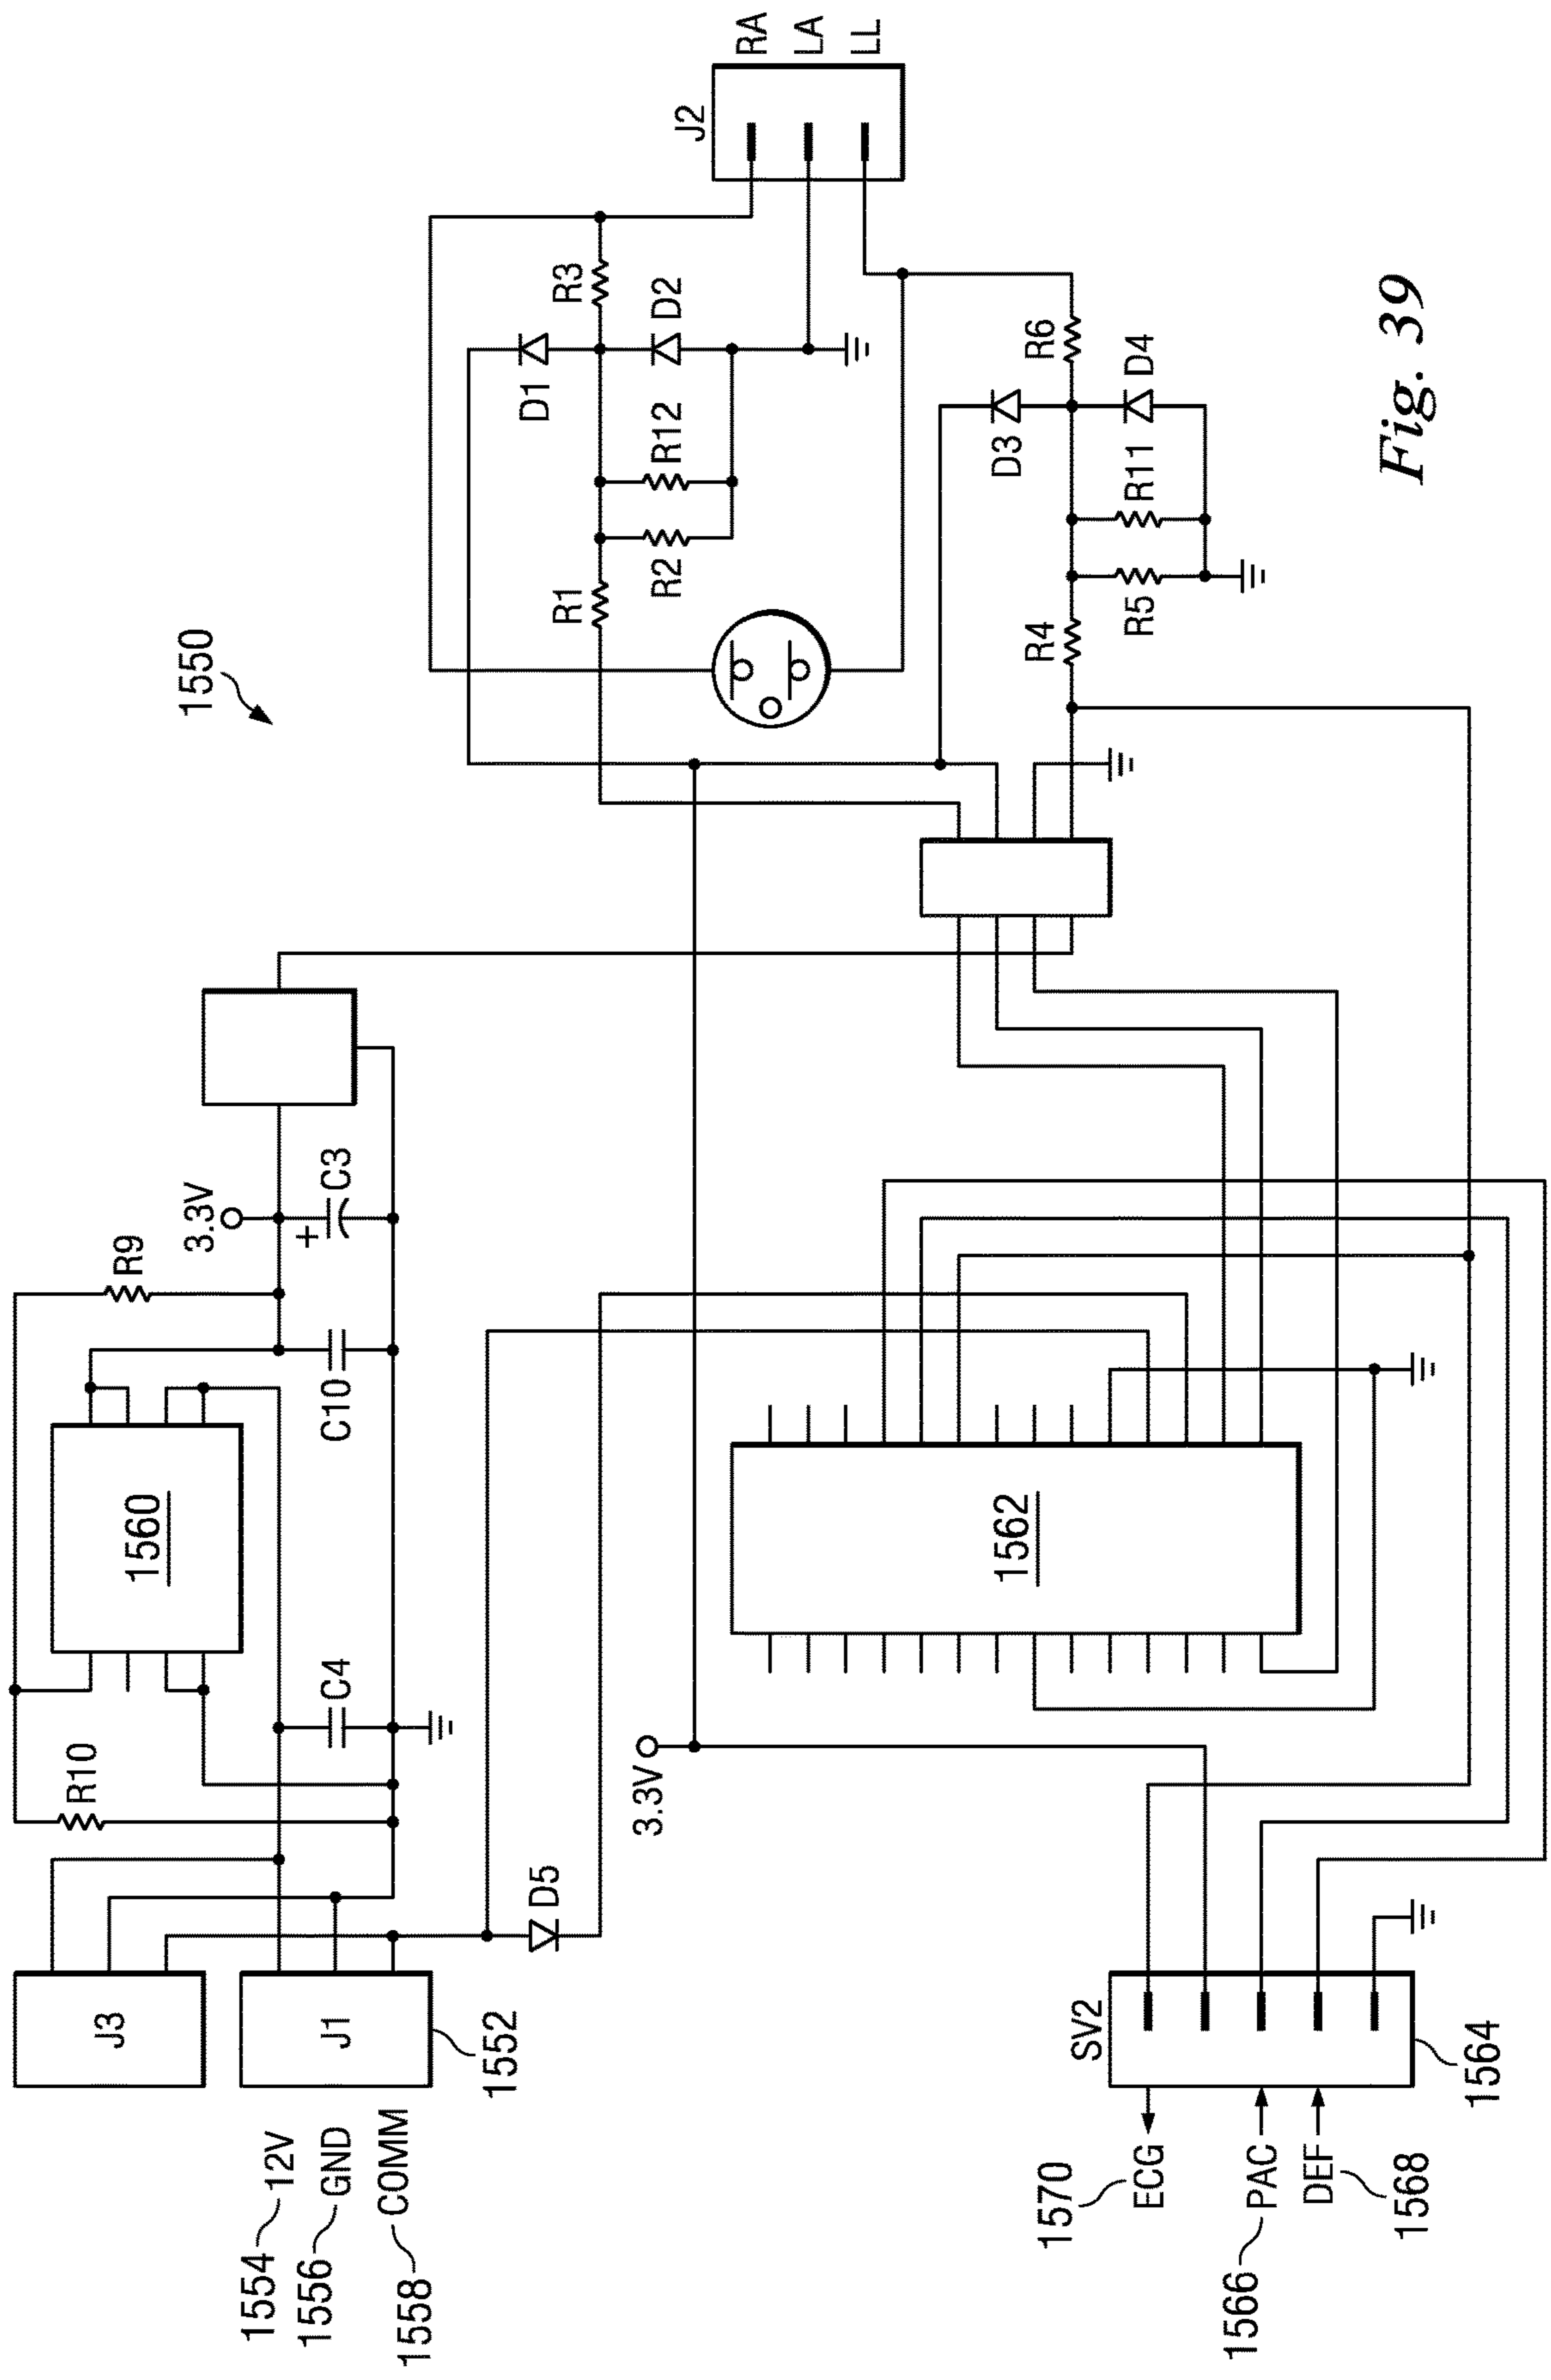 1550
1554 12V
1556 GND
1558 COMM
J3
J1
1552
R10
C4
1560
C10
R9
3.3V
+
C3
D5
3.3V
1562
R1
R2
R12
D1
R3
D2
J2
RA
LA
LL
D3
R4
R5
R11
R6
D4
1570
ECG
1566
PAC
DEF
1568
SV2
1564
Fig. 39